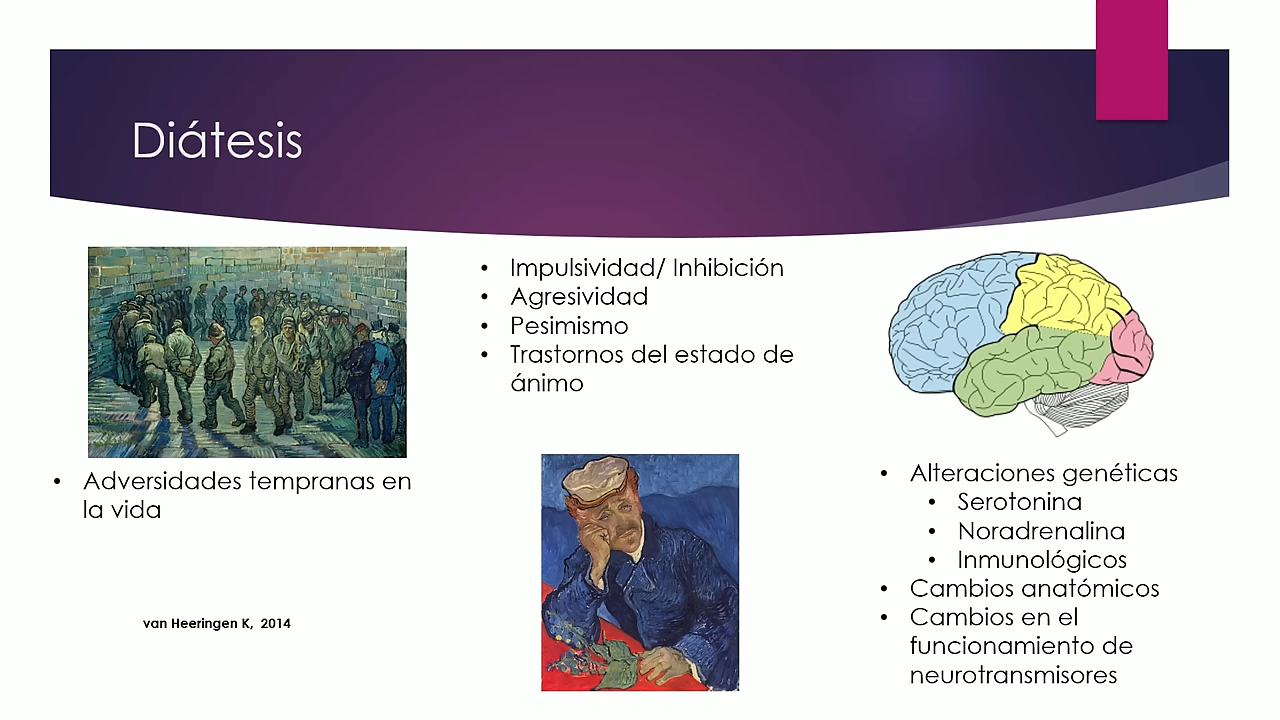 Diátesis
• Adversidades tempranas en
la vida
van Heeringen K, 2014
• Impulsividad/ Inhibición
• Agresividad
• Pesimismo
• Trastornos del estado de
ánimo
• Alteraciones genéticas
• Serotonina
• Noradrenalina
• Inmunológicos
• Cambios anatómicos
• Cambios en el
funcionamiento de
neurotransmisores